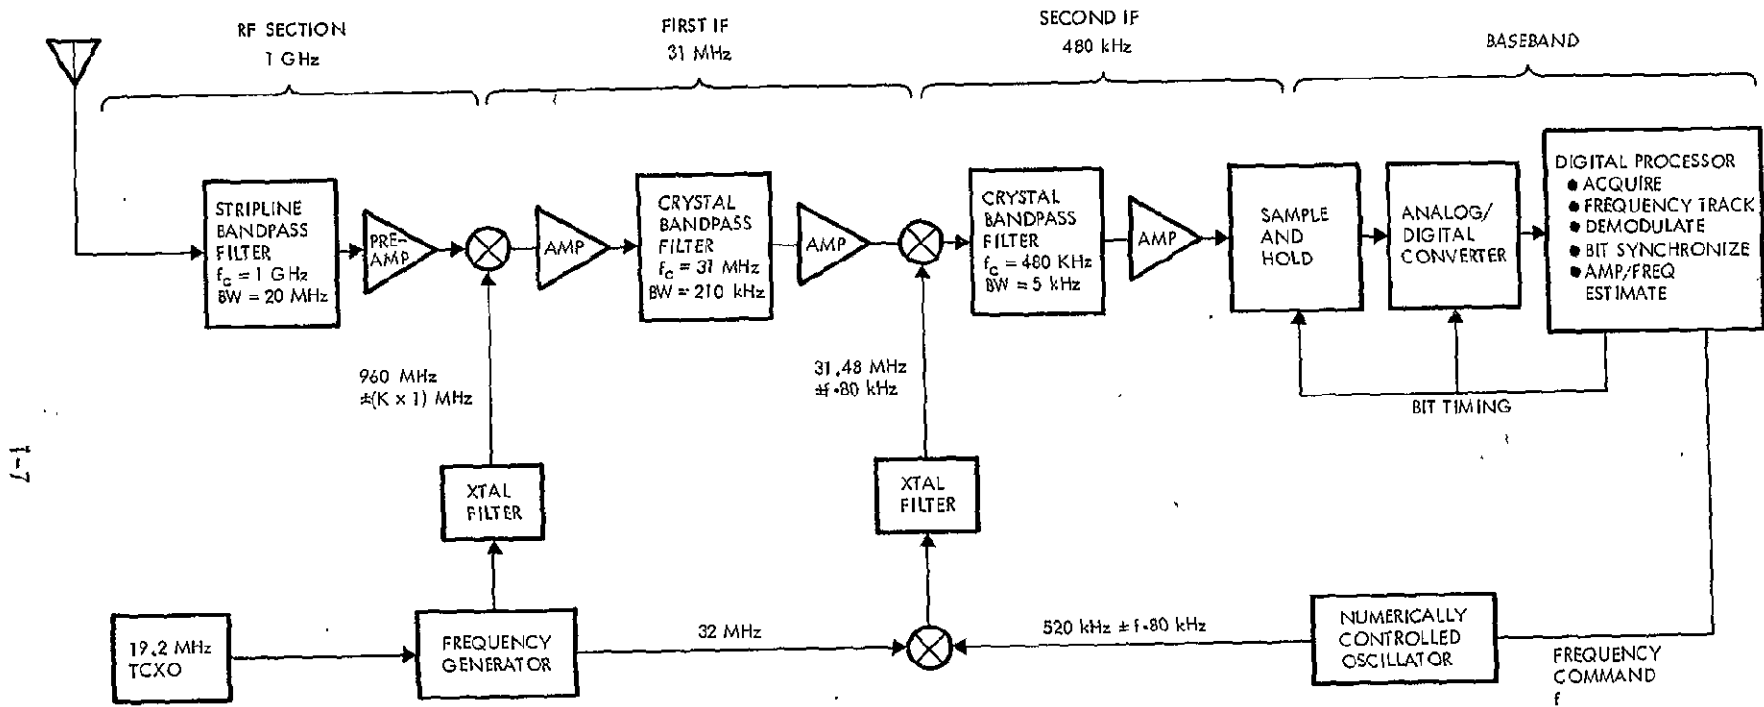 RF SECTION
1 GHz
FIRST IF
31 MHz
SECOND IF
480 kHz
BASEBAND
STRIPLINE
BANDPASS
FILTER
fc = 1 GHz
BW = 20 MHz
PRE-
AMP
AMP
CRYSTAL
BANDPASS
FILTER
fc = 31 MHz
BW = 210 kHz
AMP
CRYSTAL
BANDPASS
FILTER
fc = 480 KHz
BW = 5 kHz
AMP
SAMPLE
AND
HOLD
ANALOG/
DIGITAL
CONVERTER
DIGITAL PROCESSOR
● ACQUIRE
● FREQUENCY TRACK
● DEMODULATE
● BIT SYNCHRONIZE
● AMP/FREQ
ESTIMATE
960 MHz
±(K x 1) MHz
31.48 MHz
±f·80 kHz
BIT TIMING
XTAL
FILTER
XTAL
FILTER
19.2 MHz
TCXO
FREQUENCY
GENERATOR
32 MHz
520 kHz ± f·80 kHz
NUMERICALLY
CONTROLLED
OSCILLATOR
FREQUENCY
COMMAND
f
1-7